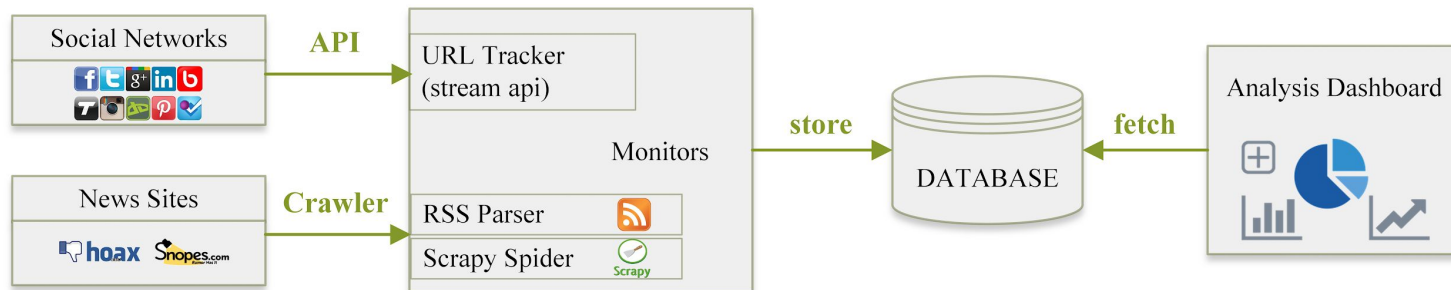 Social Networks
API
URL Tracker
(stream api)
Monitors
store
DATABASE
fetch
Analysis Dashboard
News Sites
hoax
Snopes.com
Crawler
RSS Parser
Scrapy Spider
Scrapy